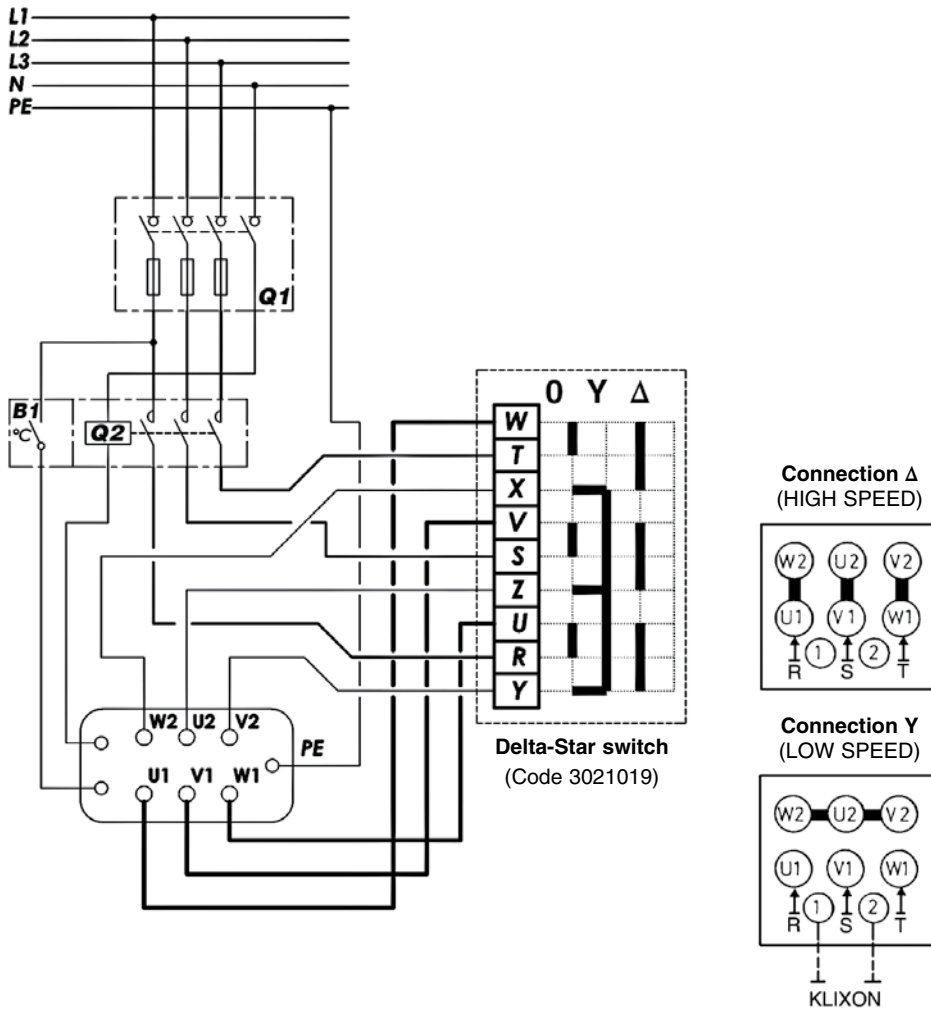 L1
L2
L3
N
PE
Q1
B1
°C
Q2
0 Y Δ
W
T
X
V
S
Z
U
R
Y
Delta-Star switch
(Code 3021019)
W2 U2 V2
PE
U1 V1 W1
Connection Δ
(HIGH SPEED)
W2 U2 V2
U1 V1 W1
1 2
R S T
Connection Y
(LOW SPEED)
W2 U2 V2
U1 V1 W1
1 2
R S T
KLIXON